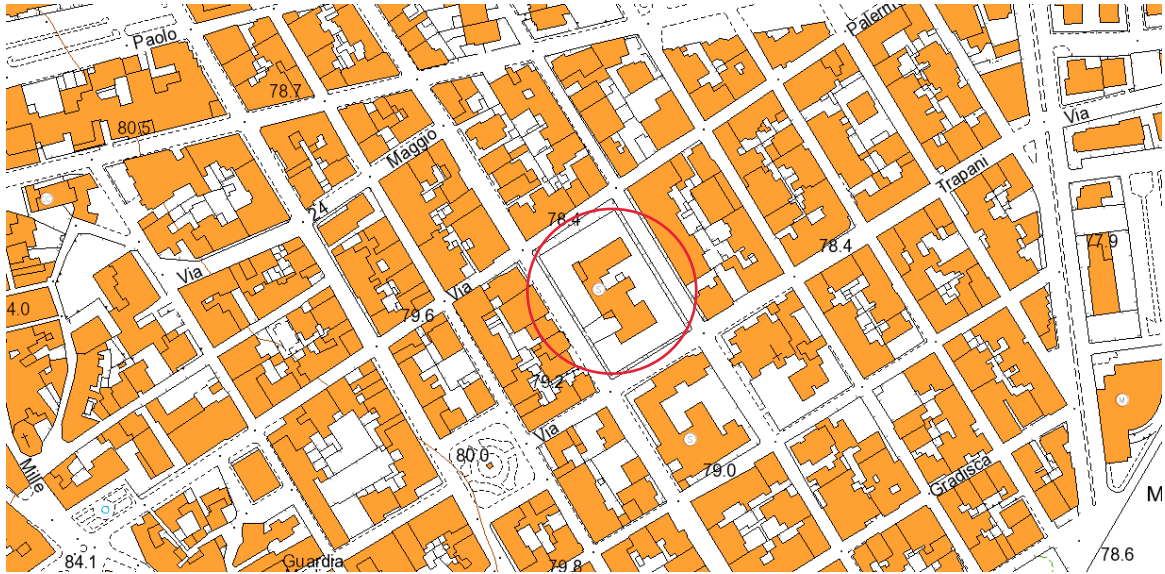 Paolo
Palermo
78.7
80.5
Via
Maggio
Trapani
24
78.4
78.4
77.9
Via
Via
S
4.0
79.6
79.2
Via
M
S
80.0
79.0
Gradisca
Mille
M
84.1
Guardia
79.8
78.6